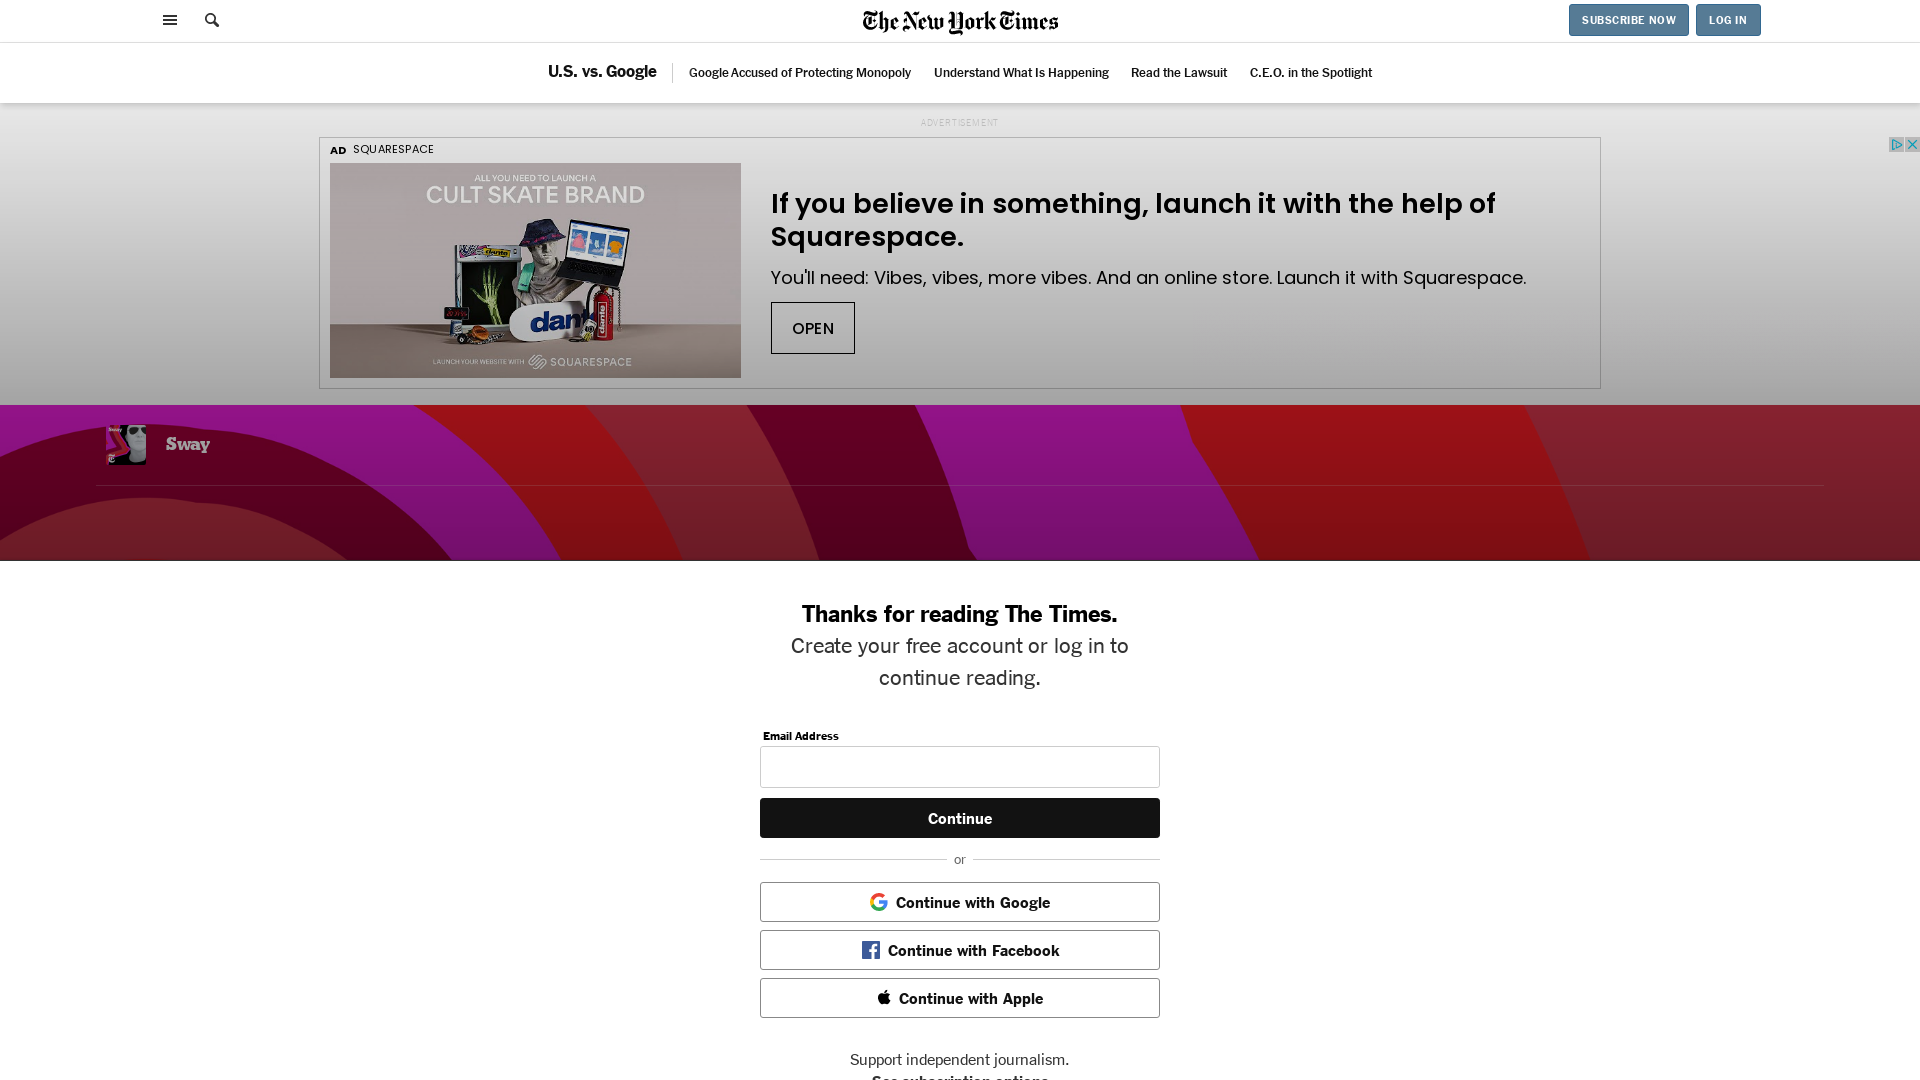 The New York Times
SUBSCRIBE NOW
LOG IN
U.S. vs. Google
Google Accused of Protecting Monopoly
Understand What Is Happening
Read the Lawsuit
C.E.O. in the Spotlight
ADVERTISEMENT
AD SQUARESPACE
ALL YOU NEED TO LAUNCH A
CULT SKATE BRAND
LAUNCH YOUR WEBSITE WITH SQUARESPACE
If you believe in something, launch it with the help of
Squarespace.
You'll need: Vibes, vibes, more vibes. And an online store. Launch it with Squarespace.
OPEN
Sway
Thanks for reading The Times.
Create your free account or log in to
continue reading.
Email Address
Continue
or
Continue with Google
Continue with Facebook
Continue with Apple
Support independent journalism.
See subscription options